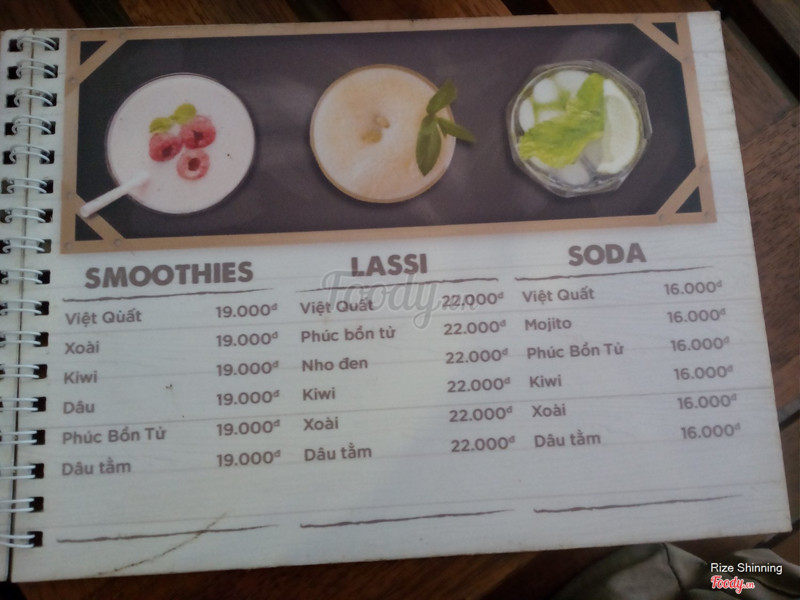 SMOOTHIES
Việt Quất 19.000đ
Xoài 19.000đ
Kiwi 19.000đ
Dâu 19.000đ
Phúc Bồn Tử 19.000đ
Dâu tằm 19.000đ
LASSI
Việt Quất 22.000đ
Phúc bồn tử 22.000đ
Nho đen 22.000đ
Kiwi 22.000đ
Xoài 22.000đ
Dâu tằm 22.000đ
SODA
Việt Quất 16.000đ
Mojito 16.000đ
Phúc Bồn Tử 16.000đ
Kiwi 16.000đ
Xoài 16.000đ
Dâu tằm 16.000đ
Foody.vn
Rize Shinning
Foody.vn